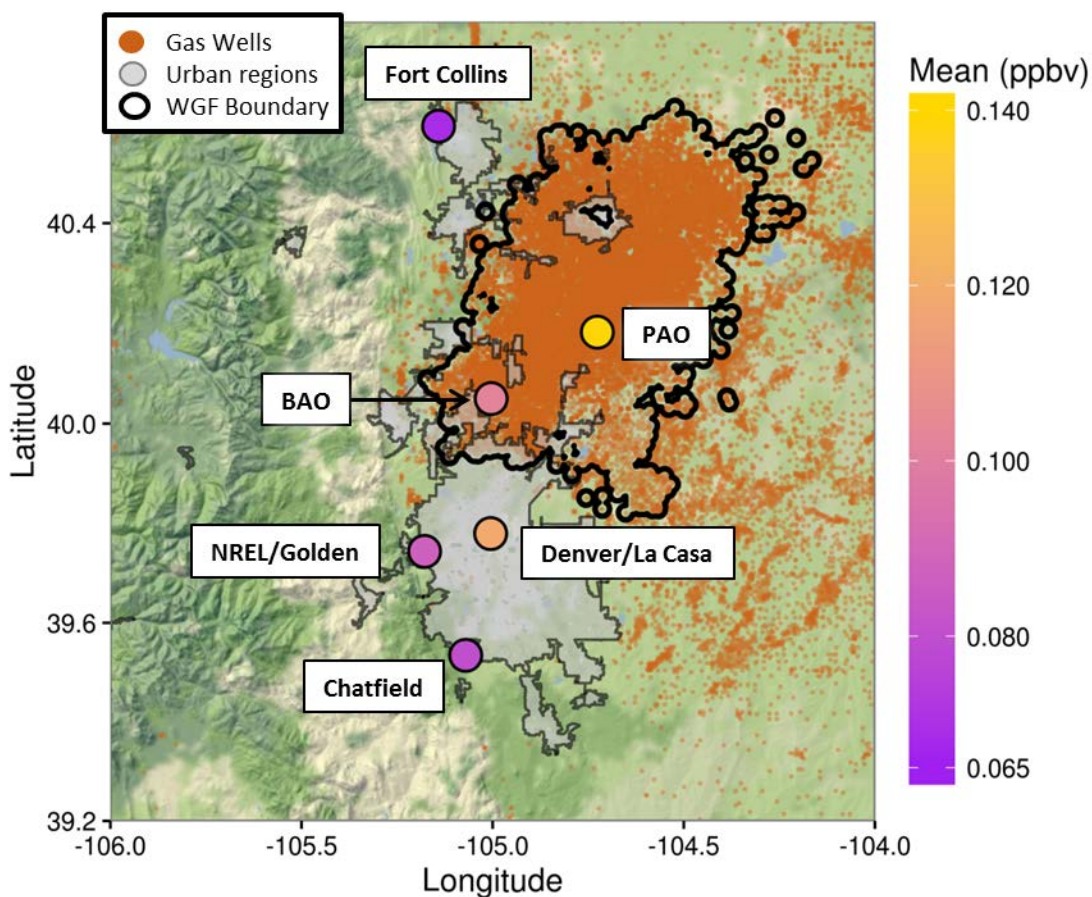 Gas Wells
Urban regions
WGF Boundary
Fort Collins
Mean (ppbv)
0.140
0.120
0.100
0.080
0.065
PAO
BAO
NREL/Golden
Denver/La Casa
Chatfield
Latitude
40.4
40.0
39.6
39.2
-106.0
-105.5
-105.0
-104.5
-104.0
Longitude